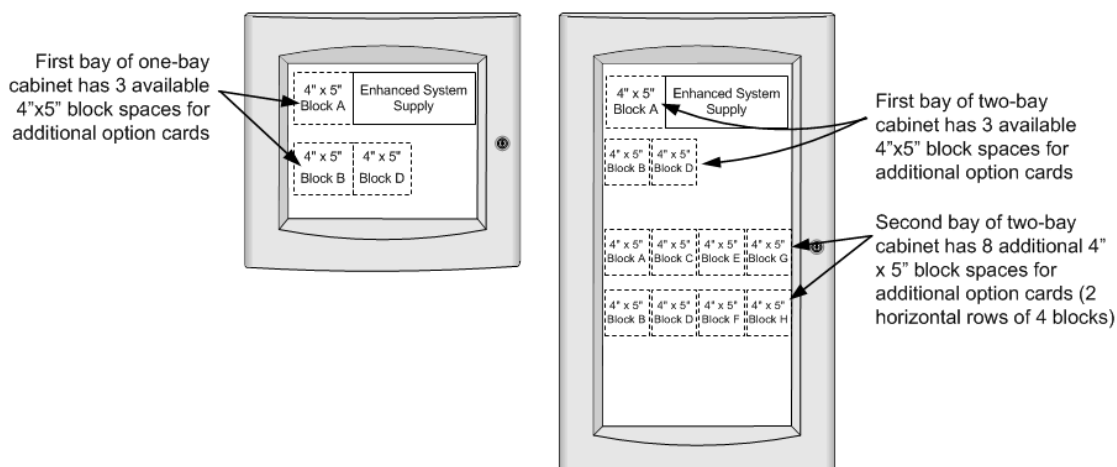 First bay of one-bay
cabinet has 3 available
4”x5” block spaces for
additional option cards
4" x 5"
Block A
Enhanced System
Supply
4" x 5"
Block B
4" x 5"
Block D
4" x 5"
Block A
Enhanced System
Supply
4" x 5"
Block B
4" x 5"
Block D
First bay of two-bay
cabinet has 3 available
4”x5” block spaces for
additional option cards
4" x 5"
Block A
4" x 5"
Block C
4" x 5"
Block E
4" x 5"
Block G
4" x 5"
Block B
4" x 5"
Block D
4" x 5"
Block F
4" x 5"
Block H
Second bay of two-bay
cabinet has 8 additional 4”
x 5” block spaces for
additional option cards (2
horizontal rows of 4 blocks)